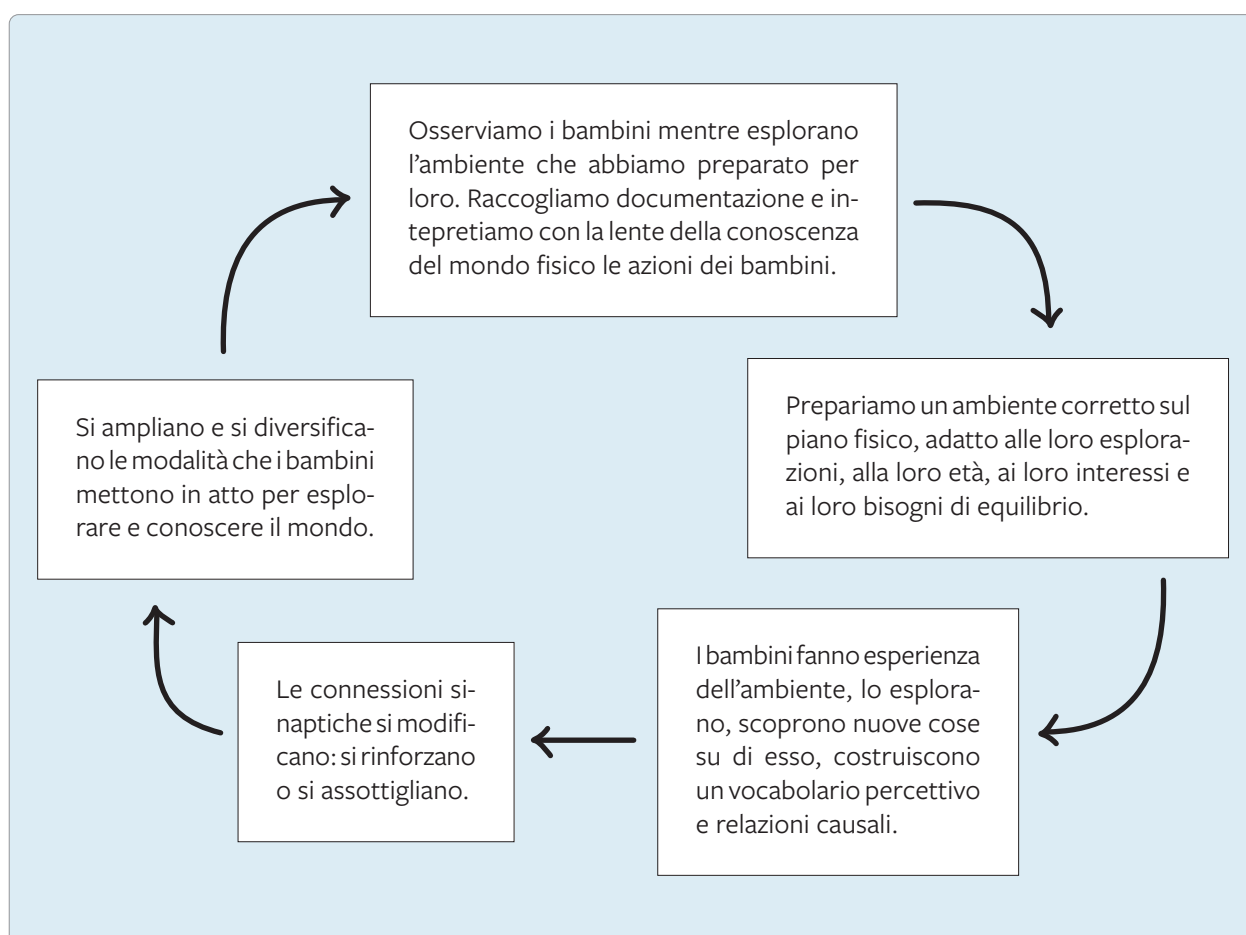 Osserviamo i bambini mentre esplorano
l’ambiente che abbiamo preparato per
loro. Raccogliamo documentazione e in-
tepretiamo con la lente della conoscenza
del mondo fisico le azioni dei bambini.
Prepariamo un ambiente corretto sul
piano fisico, adatto alle loro esplora-
zioni, alla loro età, ai loro interessi e
ai loro bisogni di equilibrio.
I bambini fanno esperienza
dell’ambiente, lo esplora-
no, scoprono nuove cose
su di esso, costruiscono
un vocabolario percettivo
e relazioni causali.
Le connessioni si-
naptiche si modifi-
cano: si rinforzano
o si assottigliano.
Si ampliano e si diversifica-
no le modalità che i bambini
mettono in atto per esplo-
rare e conoscere il mondo.